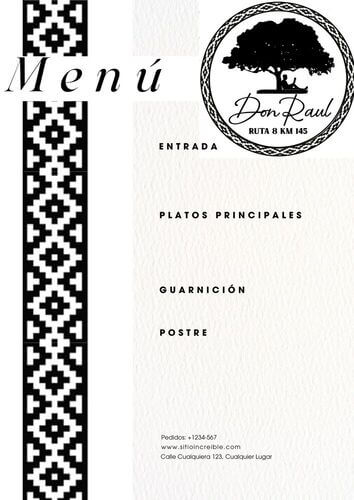 Menú
Don Raul
RUTA 8 KM 145
ENTRADA
PLATOS PRINCIPALES
GUARNICIÓN
POSTRE
Pedidos: +1234-567
www.sitioincreible.com
Calle Cualquiera 123, Cualquier Lugar